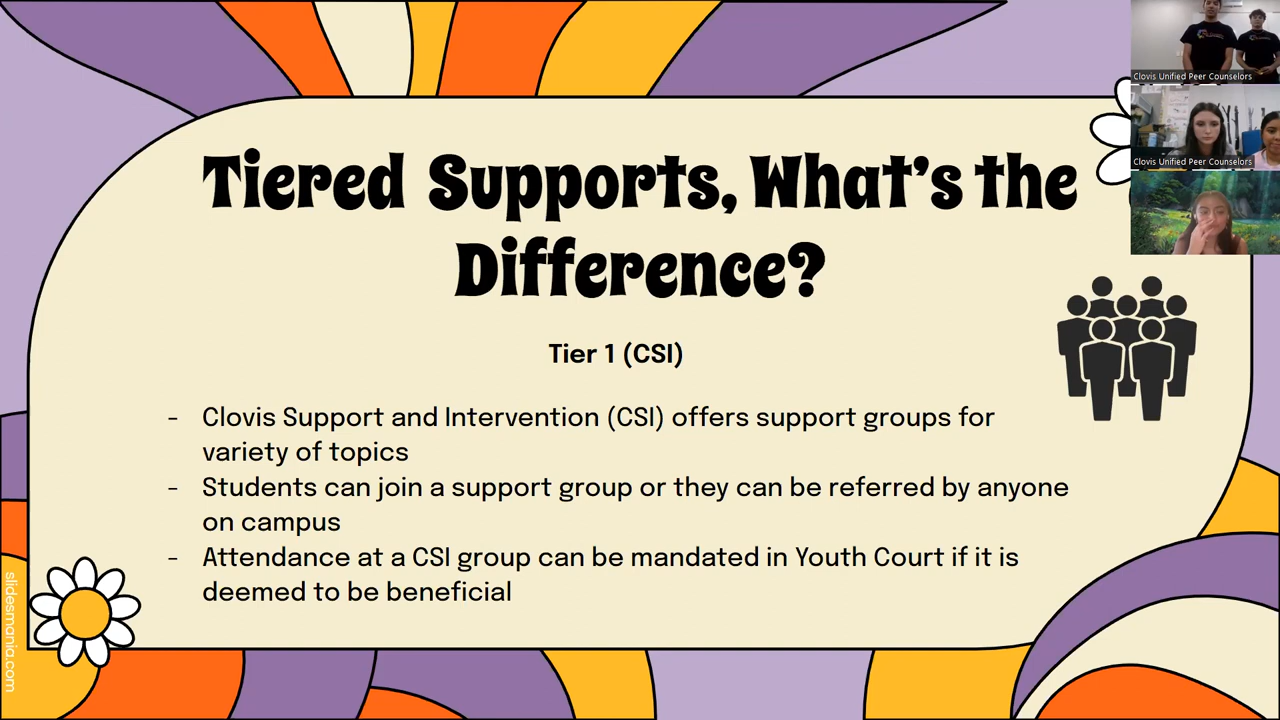 Tiered Supports, What's the
Difference?
Tier 1 (CSI)
- Clovis Support and Intervention (CSI) offers support groups for
variety of topics
- Students can join a support group or they can be referred by anyone
on campus
- Attendance at a CSI group can be mandated in Youth Court if it is
deemed to be beneficial
slidesmania.com
Clovis Unified Peer Counselors
Clovis Unified Peer Counselors